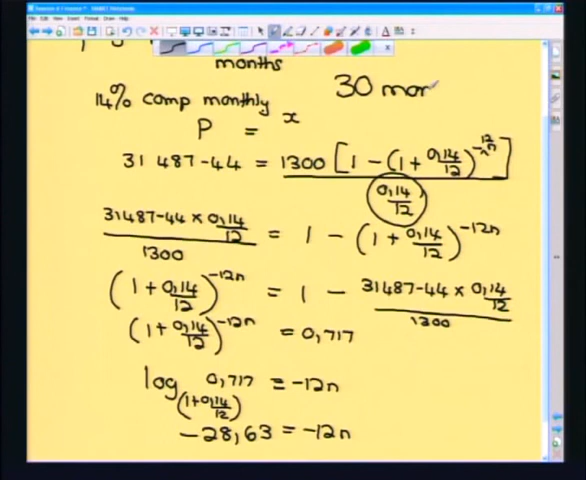 months
30 mon
14% comp monthly
P = x
31 487-44 = 1300 [1 - (1 + 0,14/12)^-12n]
0,14/12
31487-44 × 0,14/12 / 1300 = 1 - (1 + 0,14/12)^-12n
(1 + 0,14/12)^-12n = 1 - 31487-44 × 0,14/12 / 1300
(1 + 0,14/12)^-12n = 0,717
log(1+0,14/12) 0,717 = -12n
-28,63 = -12n